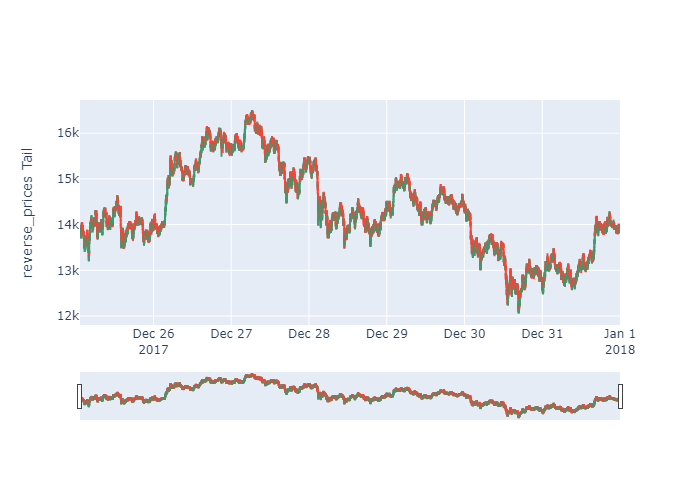 reverse_prices Tail
16k
15k
14k
13k
12k
Dec 26 Dec 27 Dec 28 Dec 29 Dec 30 Dec 31 Jan 1
2017 2018